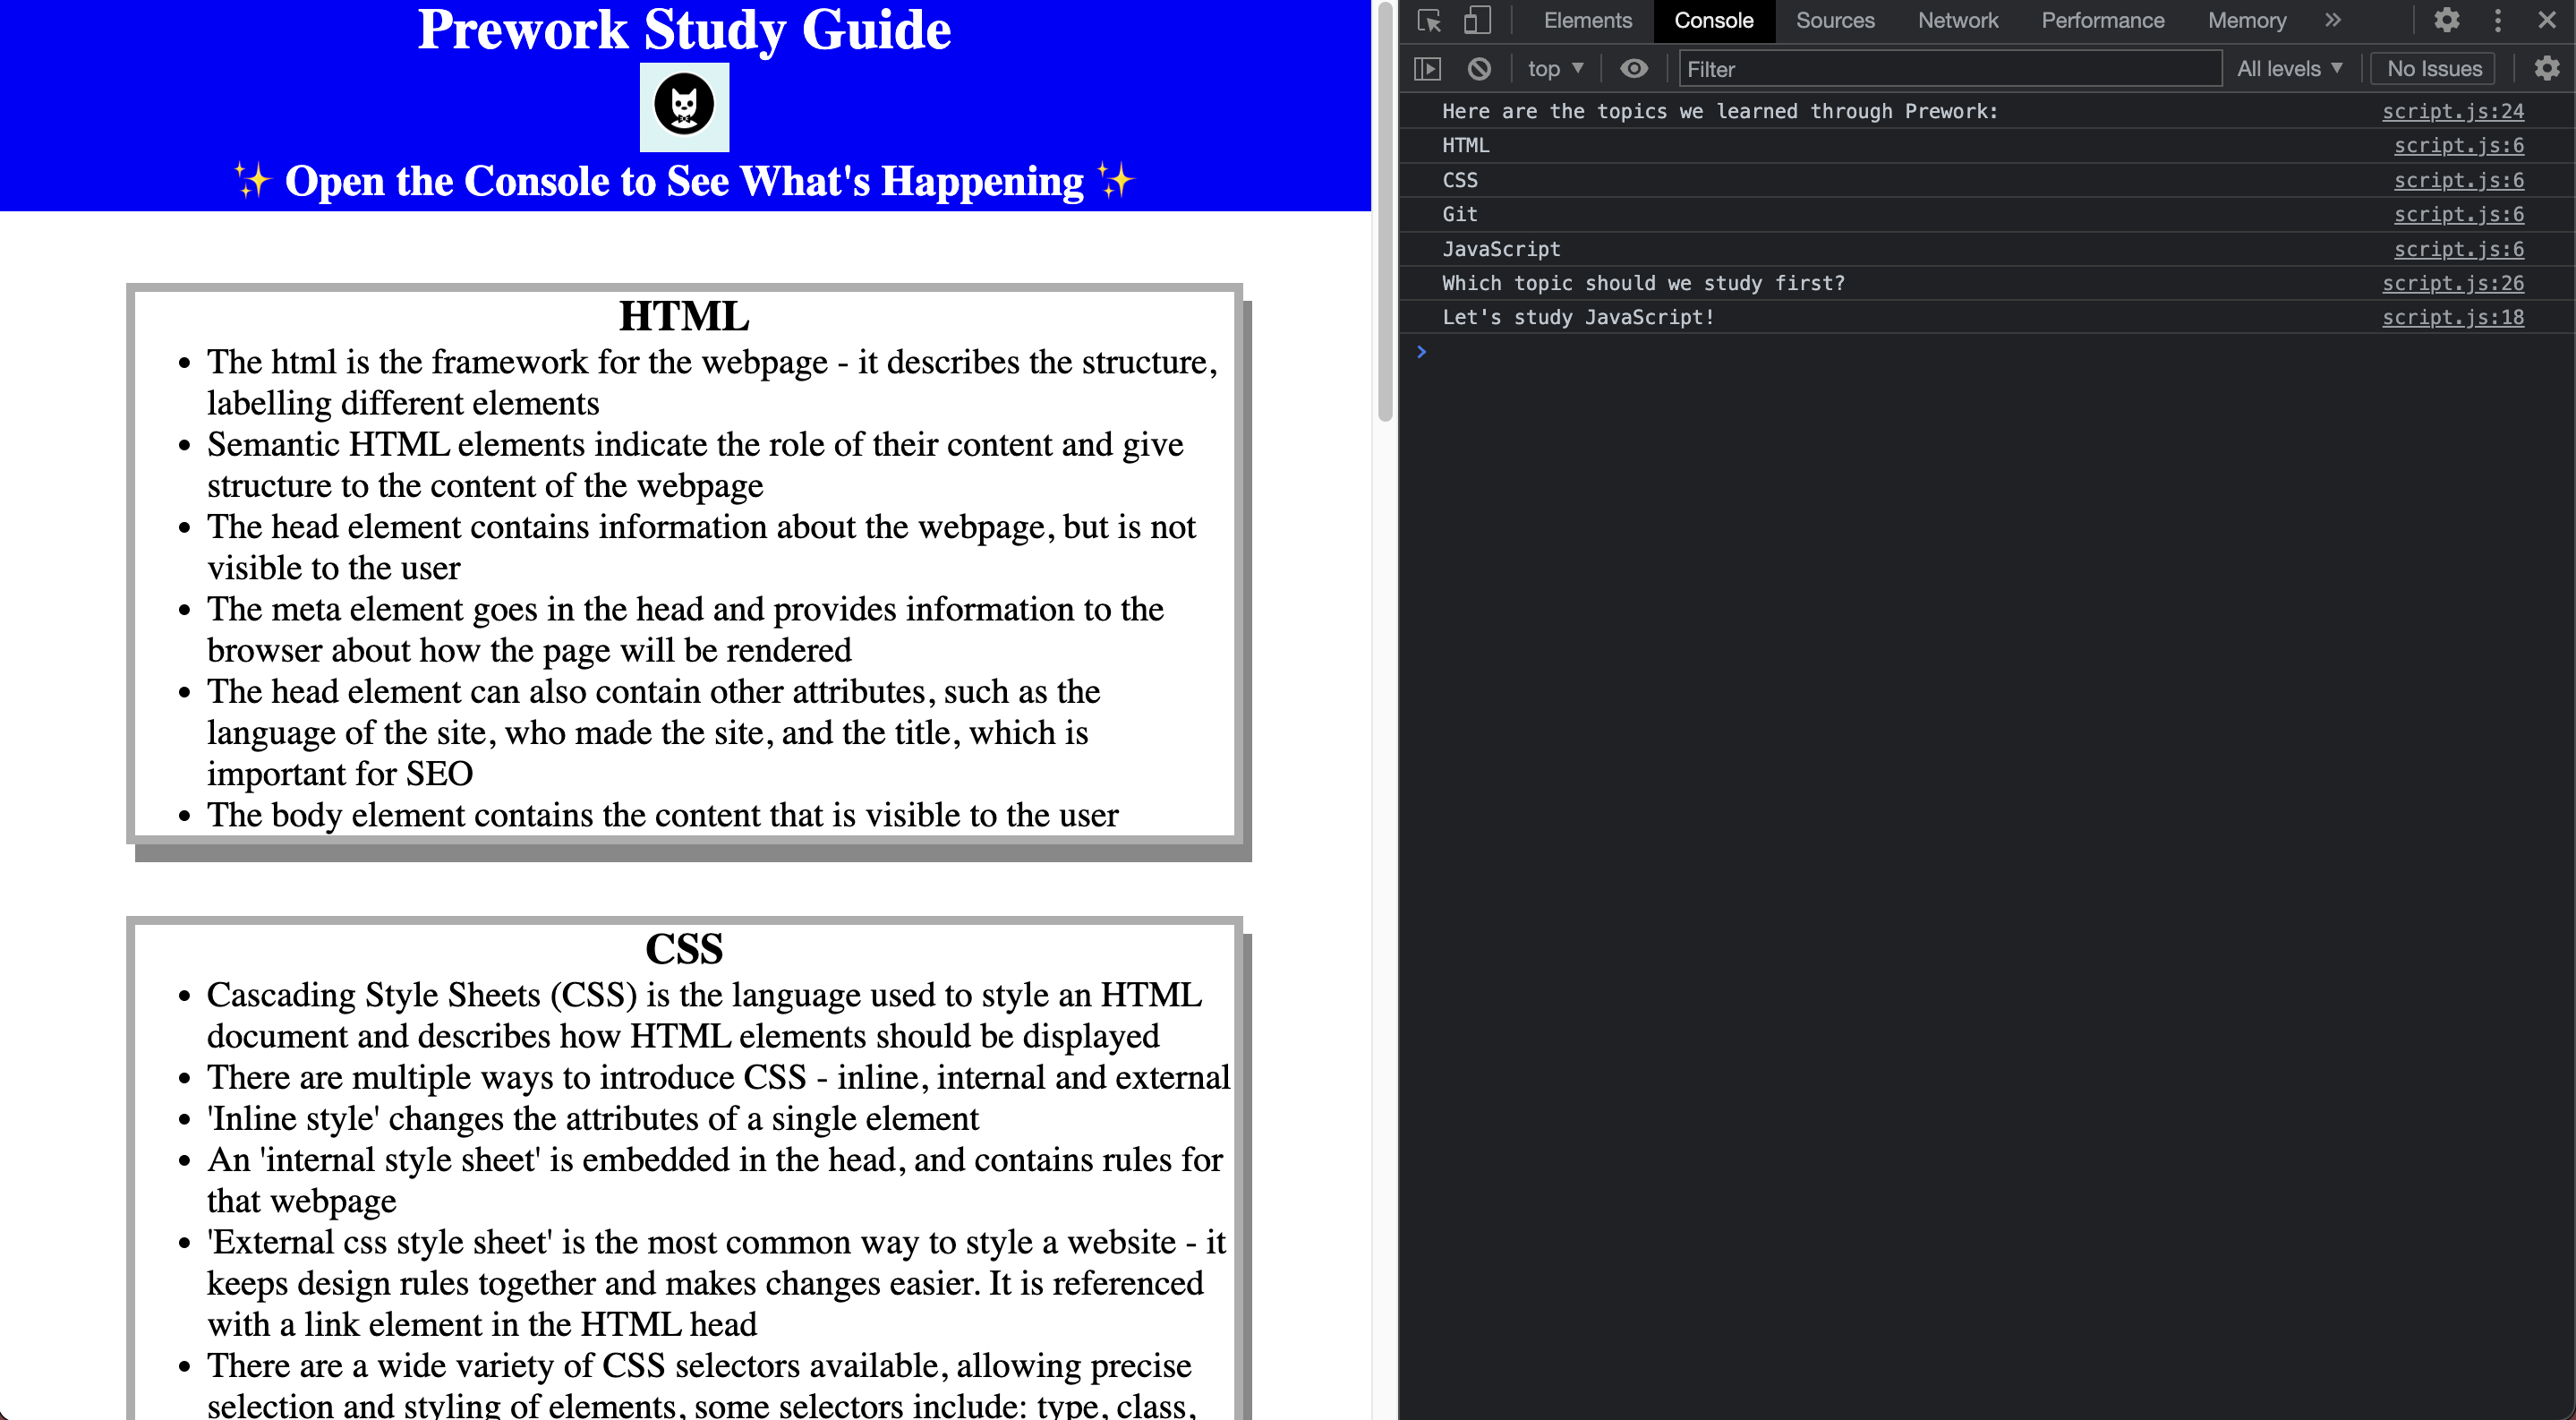 Prework Study Guide
✨ Open the Console to See What's Happening ✨
HTML
• The html is the framework for the webpage - it describes the structure,
labelling different elements
• Semantic HTML elements indicate the role of their content and give
structure to the content of the webpage
• The head element contains information about the webpage, but is not
visible to the user
• The meta element goes in the head and provides information to the
browser about how the page will be rendered
• The head element can also contain other attributes, such as the
language of the site, who made the site, and the title, which is
important for SEO
• The body element contains the content that is visible to the user
CSS
• Cascading Style Sheets (CSS) is the language used to style an HTML
document and describes how HTML elements should be displayed
• There are multiple ways to introduce CSS - inline, internal and external
• 'Inline style' changes the attributes of a single element
• An 'internal style sheet' is embedded in the head, and contains rules for
that webpage
• 'External css style sheet' is the most common way to style a website - it
keeps design rules together and makes changes easier. It is referenced
with a link element in the HTML head
• There are a wide variety of CSS selectors available, allowing precise
selection and styling of elements, some selectors include: type, class,
Elements Console Sources Network Performance Memory »
top ▼ Filter All levels ▼ No Issues
Here are the topics we learned through Prework: script.js:24
HTML script.js:6
CSS script.js:6
Git script.js:6
JavaScript script.js:6
Which topic should we study first? script.js:26
Let's study JavaScript! script.js:18